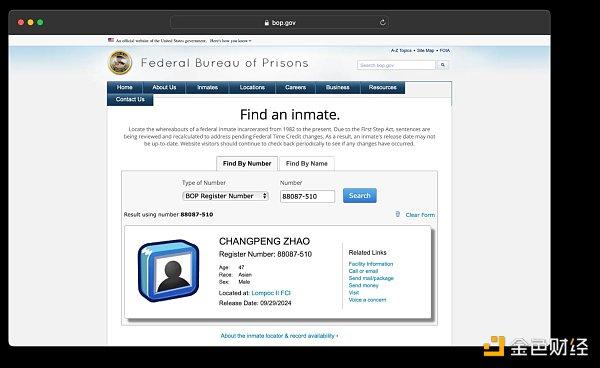 bop.gov
An official website of the United States government. Here's how you know
A-Z Topics • Site Map • FOIA
Federal Bureau of Prisons
Search bop.gov
Home About Us Inmates Locations Careers Business Resources
Contact Us
Find an inmate.
Locate the whereabouts of a federal inmate incarcerated from 1982 to the present. Due to the First Step Act, sentences are
being reviewed and recalculated to address pending Federal Time Credit changes. As a result, an inmate's release date may not
be up-to-date. Website visitors should continue to check back periodically to see if any changes have occurred.
Find By Number Find By Name
Type of Number Number
BOP Register Number 88087-510 Search
Result using number 88087-510 Clear Form
CHANGPENG ZHAO
Register Number: 88087-510
Age: 47
Race: Asian
Sex: Male
Located at: Lompoc II FCI
Release Date: 09/29/2024
Related Links
Facility Information
Call or email
Send mail/package
Send money
Visit
Voice a concern
About the inmate locator & record availability ›
金色财经